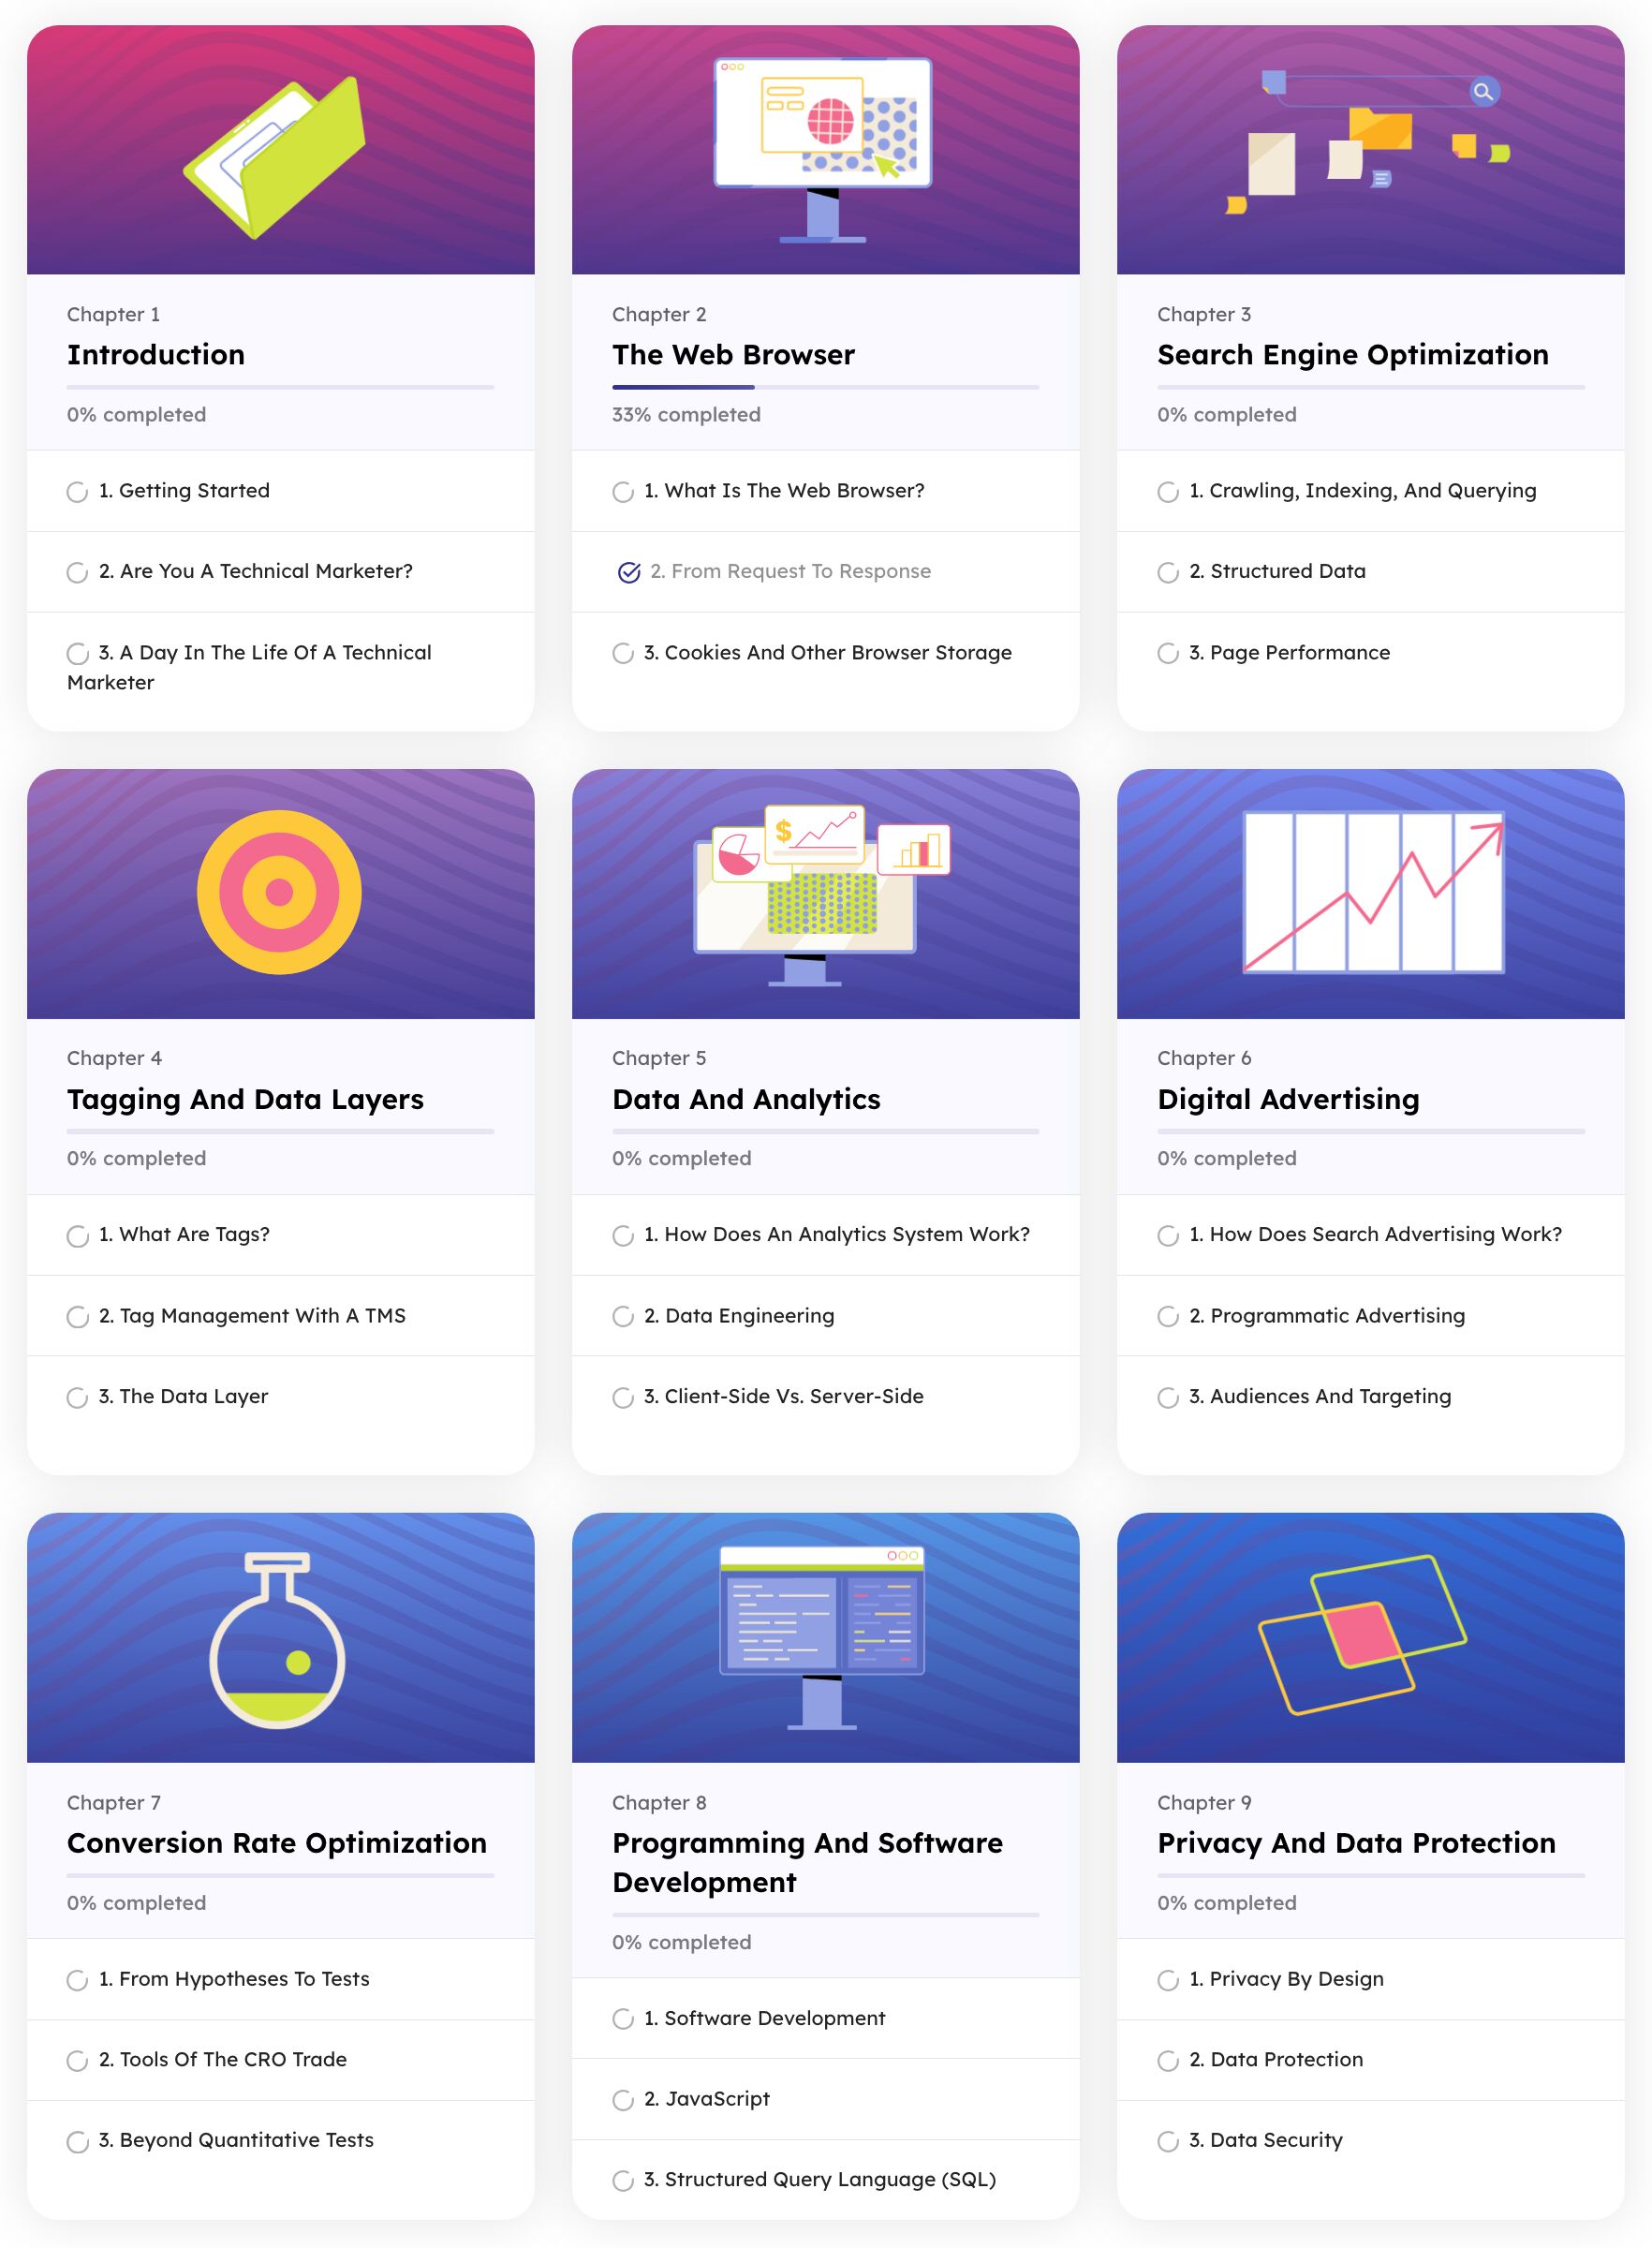 Chapter 1
Introduction
0% completed
1. Getting Started
2. Are You A Technical Marketer?
3. A Day In The Life Of A Technical
Marketer
Chapter 2
The Web Browser
33% completed
1. What Is The Web Browser?
2. From Request To Response
3. Cookies And Other Browser Storage
Chapter 3
Search Engine Optimization
0% completed
1. Crawling, Indexing, And Querying
2. Structured Data
3. Page Performance
Chapter 4
Tagging And Data Layers
0% completed
1. What Are Tags?
2. Tag Management With A TMS
3. The Data Layer
$
Chapter 5
Data And Analytics
0% completed
1. How Does An Analytics System Work?
2. Data Engineering
3. Client-Side Vs. Server-Side
Chapter 6
Digital Advertising
0% completed
1. How Does Search Advertising Work?
2. Programmatic Advertising
3. Audiences And Targeting
Chapter 7
Conversion Rate Optimization
0% completed
1. From Hypotheses To Tests
2. Tools Of The CRO Trade
3. Beyond Quantitative Tests
Chapter 8
Programming And Software
Development
0% completed
1. Software Development
2. JavaScript
3. Structured Query Language (SQL)
Chapter 9
Privacy And Data Protection
0% completed
1. Privacy By Design
2. Data Protection
3. Data Security